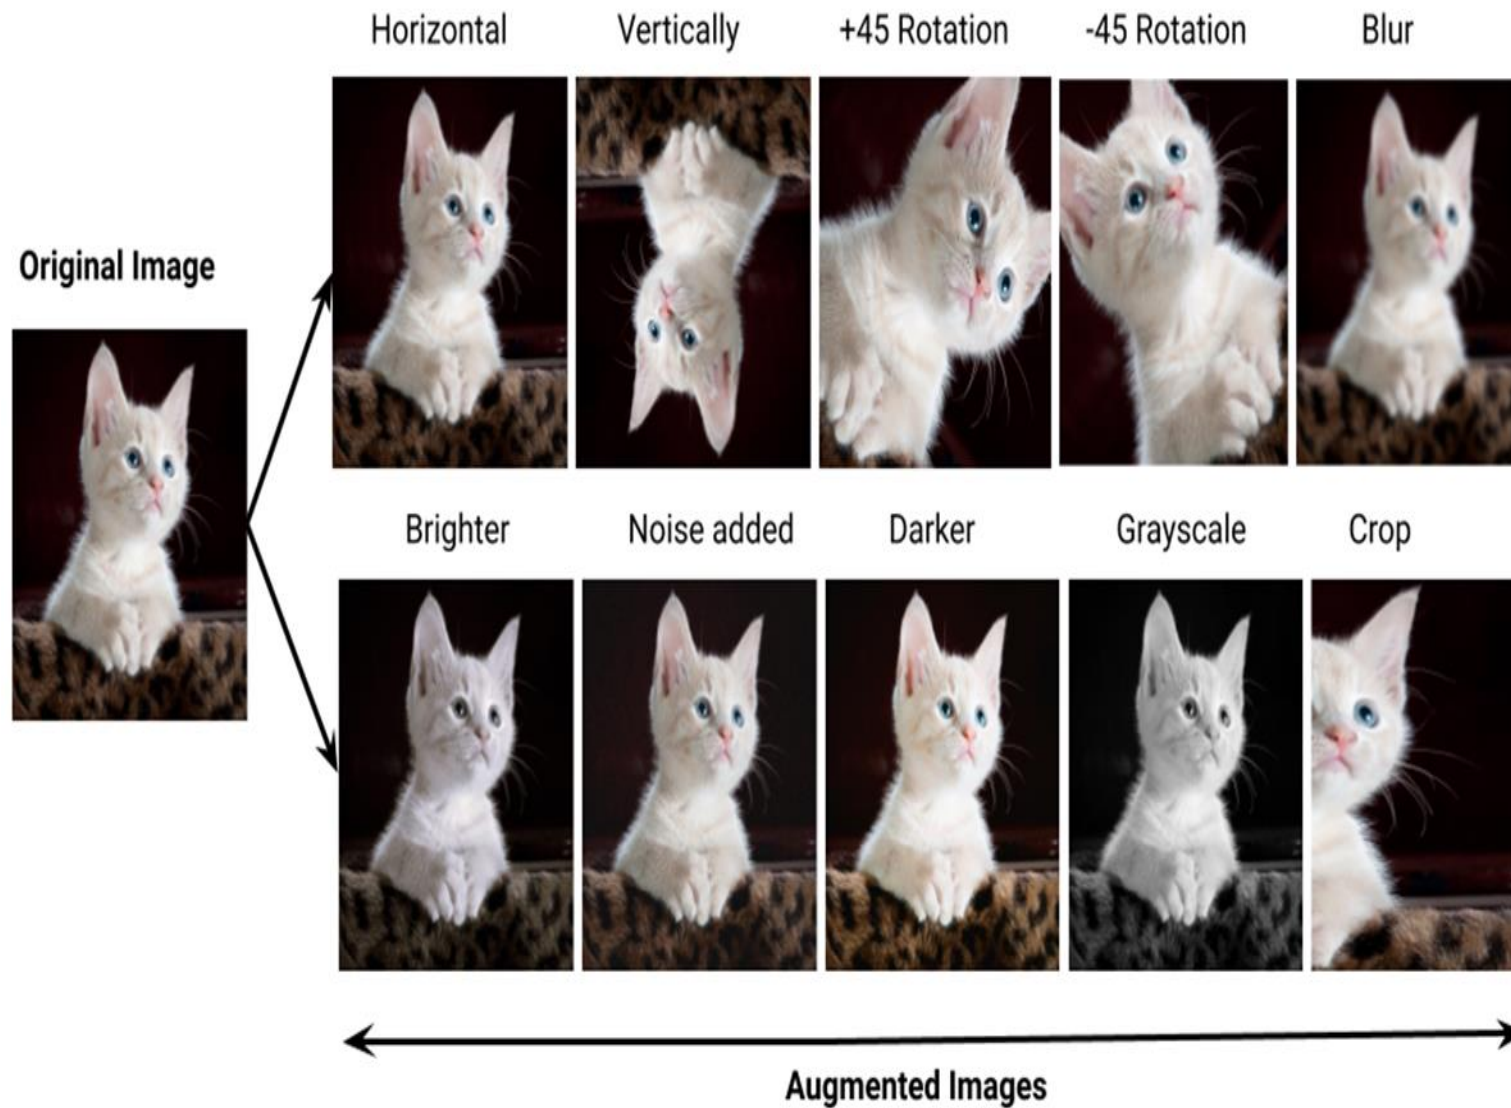 Horizontal
Vertically
+45 Rotation
-45 Rotation
Blur
Original Image
Brighter
Noise added
Darker
Grayscale
Crop
Augmented Images